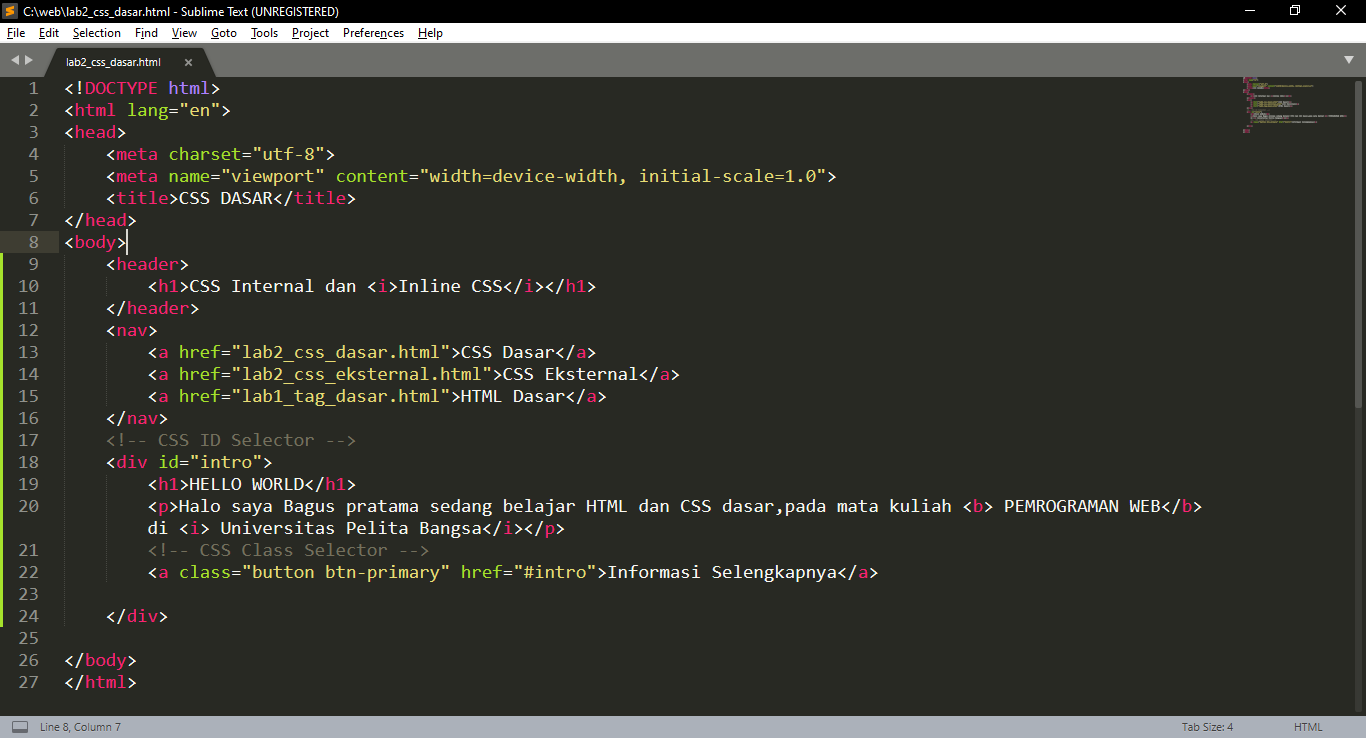 C:\web\lab2_css_dasar.html - Sublime Text (UNREGISTERED)
File Edit Selection Find View Goto Tools Project Preferences Help
lab2_css_dasar.html ×
1 <!DOCTYPE html>
2 <html lang="en">
3 <head>
4 <meta charset="utf-8">
5 <meta name="viewport" content="width=device-width, initial-scale=1.0">
6 <title>CSS DASAR</title>
7 </head>
8 <body>
9 <header>
10 <h1>CSS Internal dan <i>Inline CSS</i></h1>
11 </header>
12 <nav>
13 <a href="lab2_css_dasar.html">CSS Dasar</a>
14 <a href="lab2_css_eksternal.html">CSS Eksternal</a>
15 <a href="lab1_tag_dasar.html">HTML Dasar</a>
16 </nav>
17 <!-- CSS ID Selector -->
18 <div id="intro">
19 <h1>HELLO WORLD</h1>
20 <p>Halo saya Bagus pratama sedang belajar HTML dan CSS dasar,pada mata kuliah <b> PEMROGRAMAN WEB</b>
di <i> Universitas Pelita Bangsa</i></p>
21 <!-- CSS Class Selector -->
22 <a class="button btn-primary" href="#intro">Informasi Selengkapnya</a>
23
24 </div>
25
26 </body>
27 </html>
Line 8, Column 7 Tab Size: 4 HTML